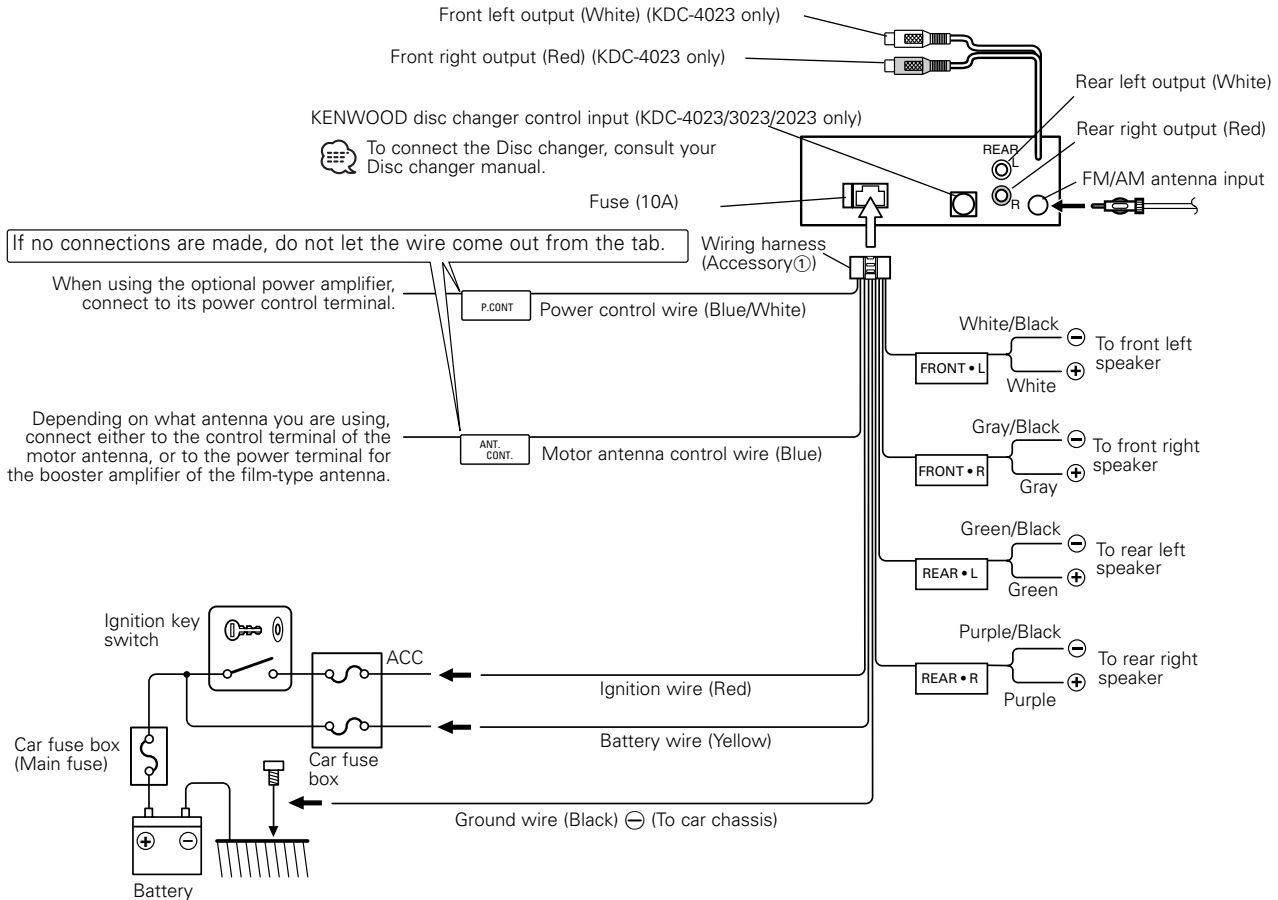 Front left output (White) (KDC-4023 only)
Front right output (Red) (KDC-4023 only)
Rear left output (White)
KENWOOD disc changer control input (KDC-4023/3023/2023 only)
Rear right output (Red)
To connect the Disc changer, consult your
Disc changer manual.
REAR
L
R
FM/AM antenna input
Fuse (10A)
If no connections are made, do not let the wire come out from the tab.
Wiring harness
(Accessory①)
When using the optional power amplifier,
connect to its power control terminal.
P.CONT
Power control wire (Blue/White)
White/Black
⊖
To front left
speaker
FRONT • L
⊕
White
Depending on what antenna you are using,
connect either to the control terminal of the
motor antenna, or to the power terminal for
the booster amplifier of the film-type antenna.
ANT.
CONT.
Motor antenna control wire (Blue)
Gray/Black
⊖
To front right
speaker
FRONT • R
⊕
Gray
Green/Black
⊖
To rear left
speaker
REAR • L
⊕
Green
Purple/Black
⊖
To rear right
speaker
REAR • R
⊕
Purple
Ignition key
switch
ACC
Ignition wire (Red)
Battery wire (Yellow)
Car fuse box
(Main fuse)
Car fuse
box
Ground wire (Black) ⊖ (To car chassis)
⊕ ⊖
Battery